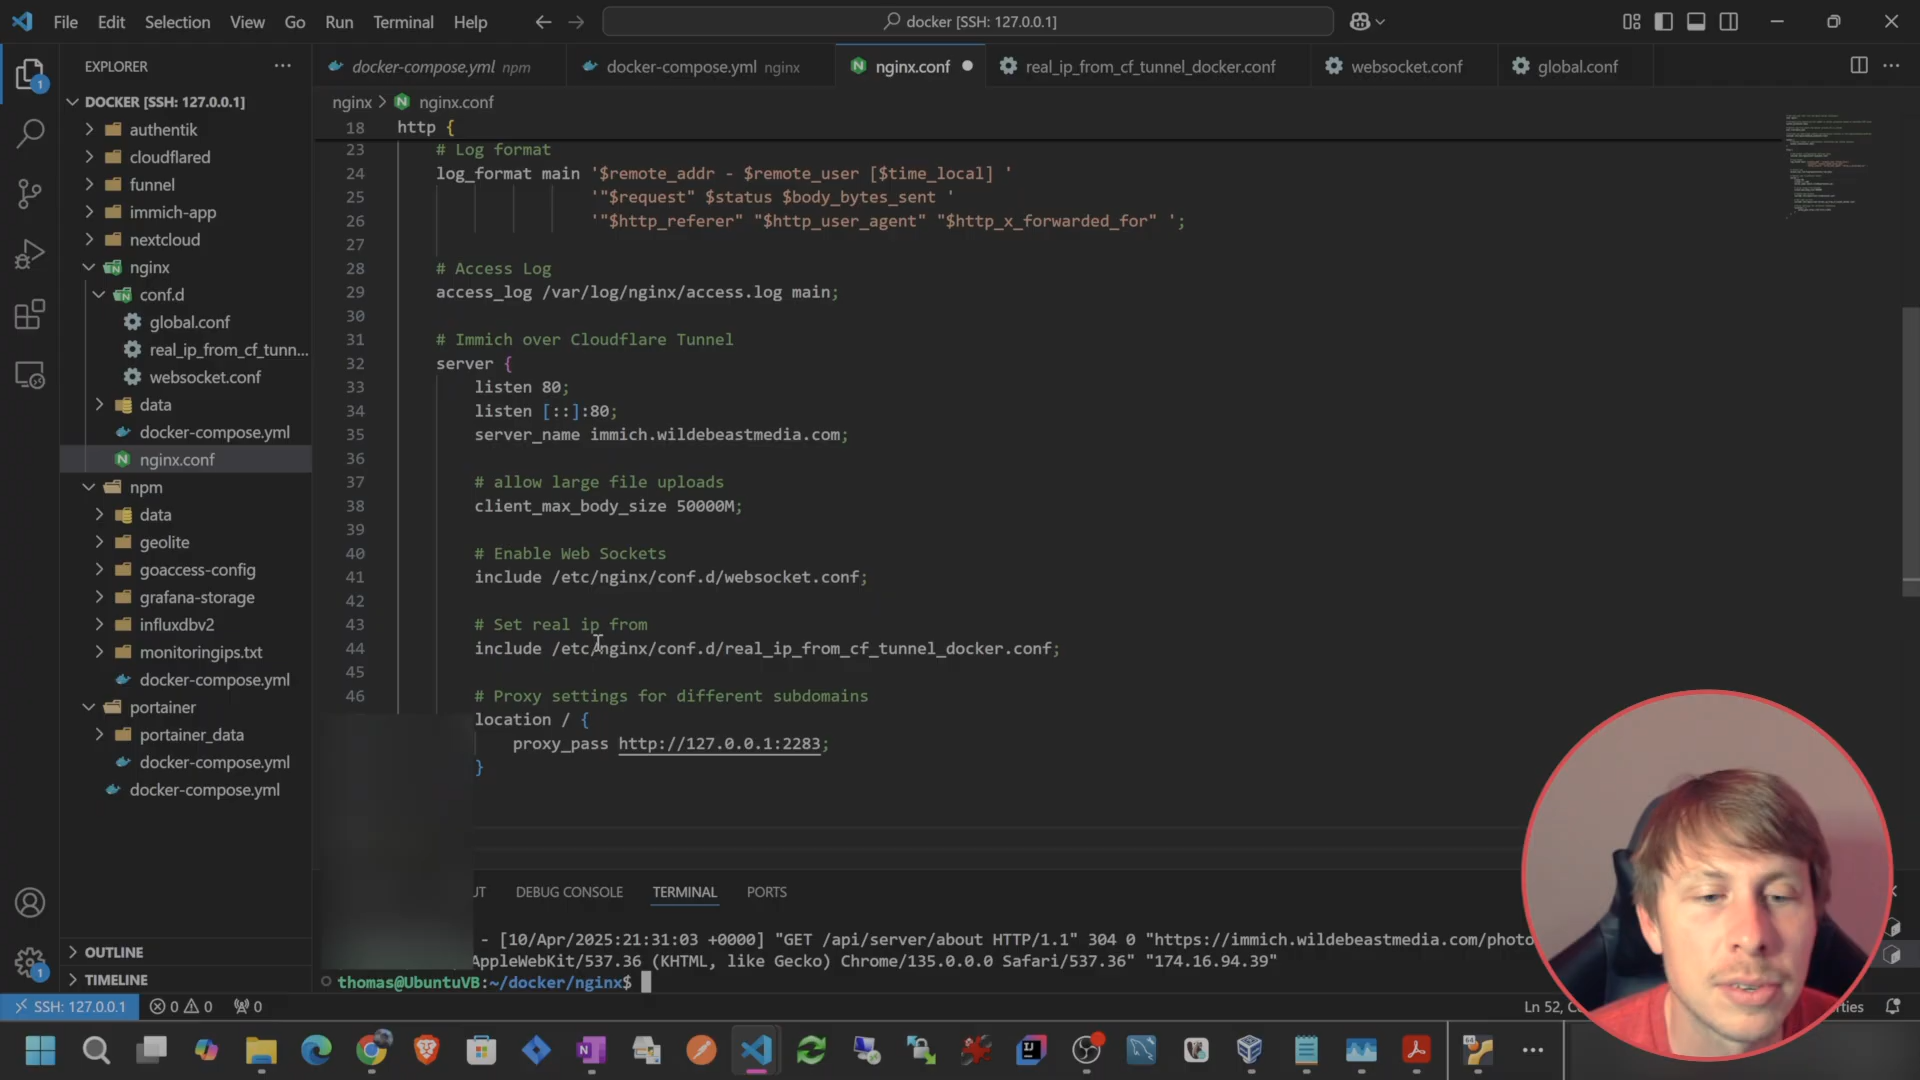 File Edit Selection View Go Run Terminal Help
docker [SSH: 127.0.0.1]
EXPLORER
docker-compose.yml npm
docker-compose.yml nginx
nginx.conf
real_ip_from_cf_tunnel_docker.conf
websocket.conf
global.conf
DOCKER [SSH: 127.0.0.1]
authentik
cloudflared
funnel
immich-app
nextcloud
nginx
conf.d
global.conf
real_ip_from_cf_tunn...
websocket.conf
data
docker-compose.yml
nginx.conf
npm
data
geolite
goaccess-config
grafana-storage
influxdbv2
monitoringips.txt
docker-compose.yml
portainer
portainer_data
docker-compose.yml
docker-compose.yml
OUTLINE
TIMELINE
nginx > nginx.conf
18 http {
23 # Log format
24 log_format main '$remote_addr - $remote_user [$time_local] '
25 '"$request" $status $body_bytes_sent '
26 '"$http_referer" "$http_user_agent" "$http_x_forwarded_for" ';
27
28 # Access Log
29 access_log /var/log/nginx/access.log main;
30
31 # Immich over Cloudflare Tunnel
32 server {
33 listen 80;
34 listen [::]:80;
35 server_name immich.wildebeastmedia.com;
36
37 # allow large file uploads
38 client_max_body_size 50000M;
39
40 # Enable Web Sockets
41 include /etc/nginx/conf.d/websocket.conf;
42
43 # Set real ip from
44 include /etc/nginx/conf.d/real_ip_from_cf_tunnel_docker.conf;
45
46 # Proxy settings for different subdomains
location / {
proxy_pass http://127.0.0.1:2283;
}
UT DEBUG CONSOLE TERMINAL PORTS
- [10/Apr/2025:21:31:03 +0000] "GET /api/server/about HTTP/1.1" 304 0 "https://immich.wildebeastmedia.com/photo
AppleWebKit/537.36 (KHTML, like Gecko) Chrome/135.0.0.0 Safari/537.36" "174.16.94.39"
thomas@UbuntuVB:~/docker/nginx$
SSH: 127.0.0.1 0 0 0
Ln 52, C
rties